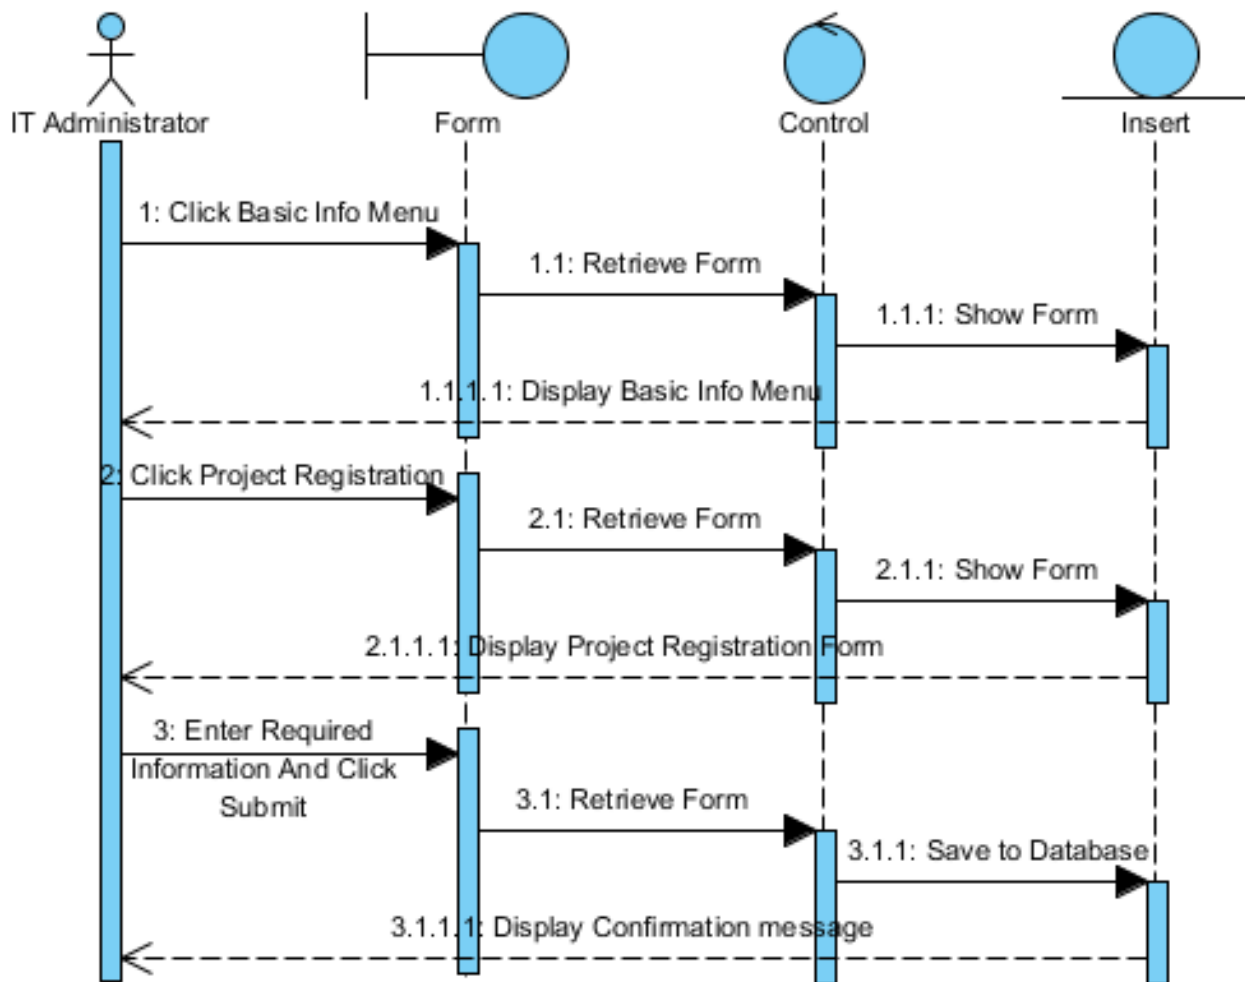 IT Administrator
Form
Control
Insert
1: Click Basic Info Menu
1.1: Retrieve Form
1.1.1: Show Form
1.1.1.1: Display Basic Info Menu
2: Click Project Registration
2.1: Retrieve Form
2.1.1: Show Form
2.1.1.1: Display Project Registration Form
3: Enter Required
Information And Click
Submit
3.1: Retrieve Form
3.1.1: Save to Database
3.1.1.1: Display Confirmation message